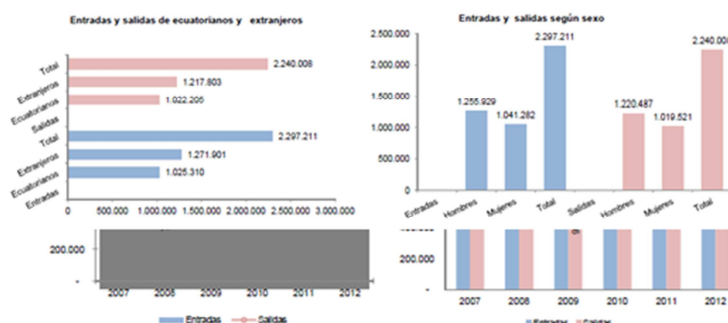 Entradas y salidas de ecuatorianos y extranjeros
Total
2.240.008
Extranjeros
1.217.803
Ecuatorianos
1.022.205
Salidas
Total
2.297.211
Extranjeros
1.271.901
Ecuatorianos
1.025.310
Entradas
0 500.000 1.000.000 1.500.000 2.000.000 2.500.000 3.000.000
Entradas y salidas según sexo
2.500.000
2.000.000
1.500.000
1.000.000
500.000
0
1.255.929
1.041.282
2.297.211
1.220.487
1.019.521
2.240.008
Entradas Hombres Mujeres Total Salidas Hombres Mujeres Total
200.000
-
2007 2008 2009 2010 2011 2012
Entradas Salidas
400.000
200.000
-
2007 2008 2009 2010 2011 2012
Entradas Salidas